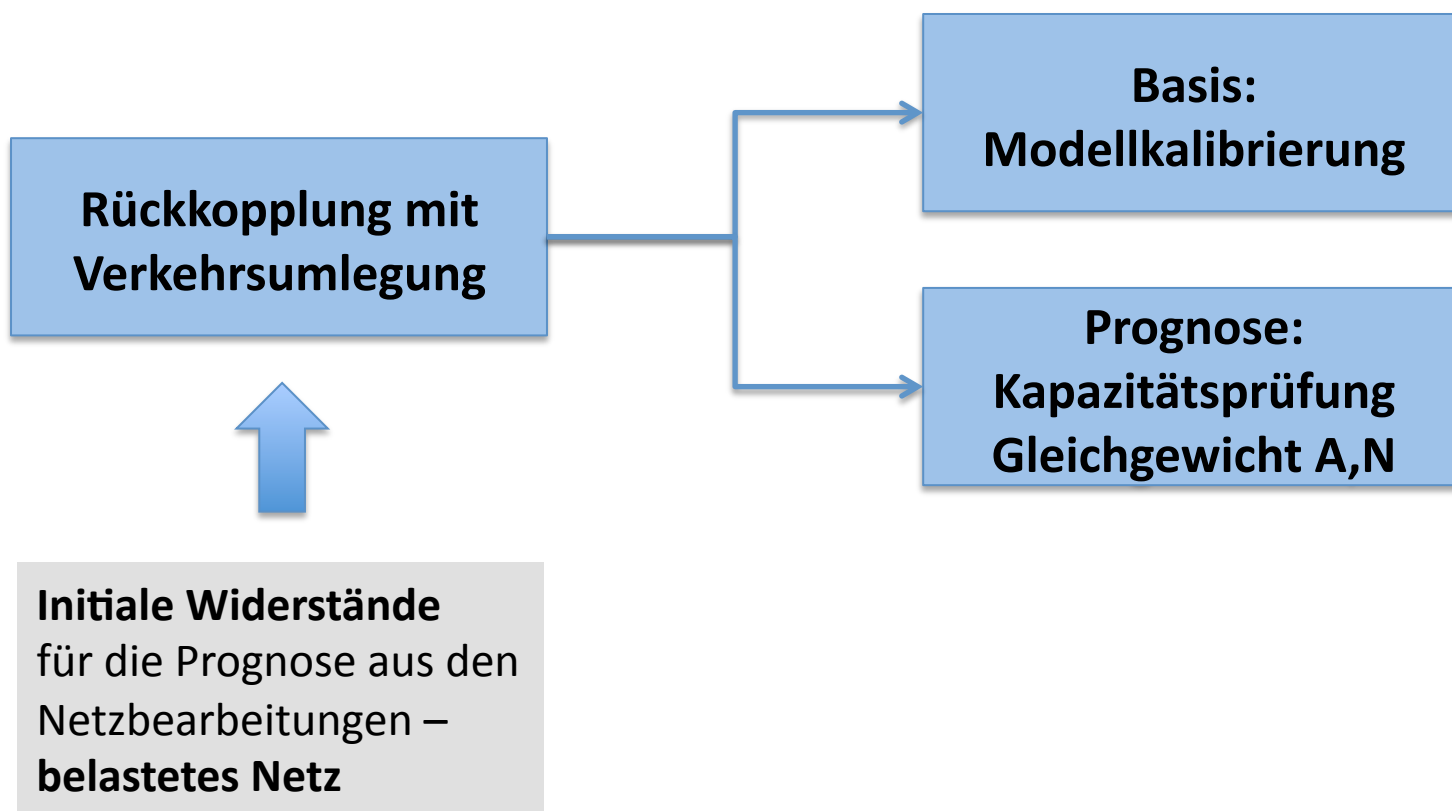 Basis:
Modellkalibrierung
Rückkopplung mit
Verkehrsumlegung
Prognose:
Kapazitätsprüfung
Gleichgewicht A,N
Initiale Widerstände
für die Prognose aus den
Netzbearbeitungen –
belastetes Netz